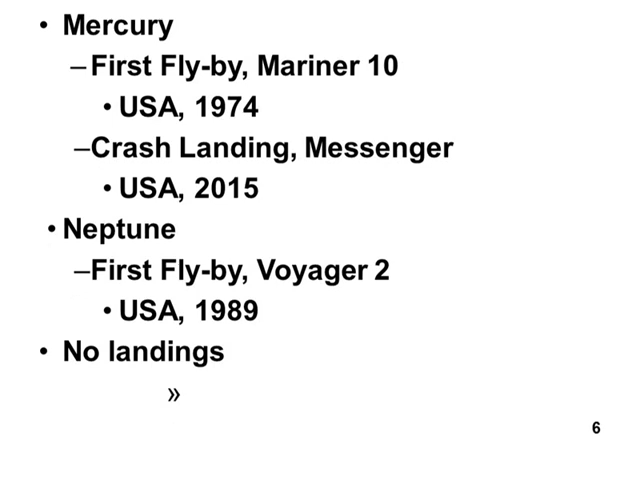 • Mercury
–First Fly-by, Mariner 10
• USA, 1974
–Crash Landing, Messenger
• USA, 2015
• Neptune
–First Fly-by, Voyager 2
• USA, 1989
• No landings
»
6